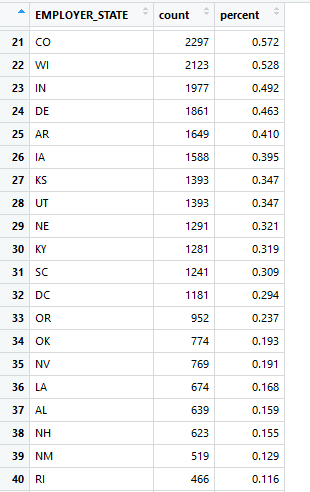 EMPLOYER_STATE count percent
21 CO 2297 0.572
22 WI 2123 0.528
23 IN 1977 0.492
24 DE 1861 0.463
25 AR 1649 0.410
26 IA 1588 0.395
27 KS 1393 0.347
28 UT 1393 0.347
29 NE 1291 0.321
30 KY 1281 0.319
31 SC 1241 0.309
32 DC 1181 0.294
33 OR 952 0.237
34 OK 774 0.193
35 NV 769 0.191
36 LA 674 0.168
37 AL 639 0.159
38 NH 623 0.155
39 NM 519 0.129
40 RI 466 0.116